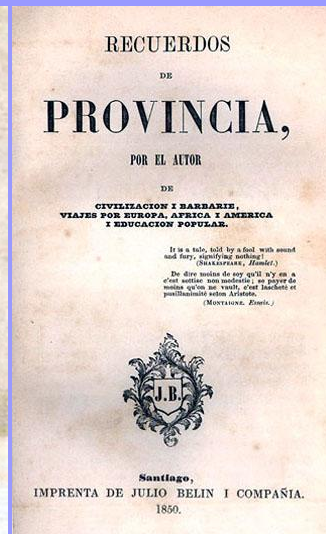 RECUERDOS
DE
PROVINCIA,
POR EL AUTOR
DE
CIVILIZACION I BARBARIE,
VIAJES POR EUROPA, AFRICA I AMERICA
I EDUCACION POPULAR.
It is a tale, told by a fool with sound
and fury, signifying nothing!
(SHAKESPEARE, Hamlet.)
De dire moins de soy qu'il n'y en a
c'est sottise non modestie; se payer de
moins qu'on ne vault, c'est lascheté et
pusillanimité selon Aristote.
(MONTAIGNE. Essais.)
J.B.
Santiago,
IMPRENTA DE JULIO BELIN I COMPAÑIA.
1850.